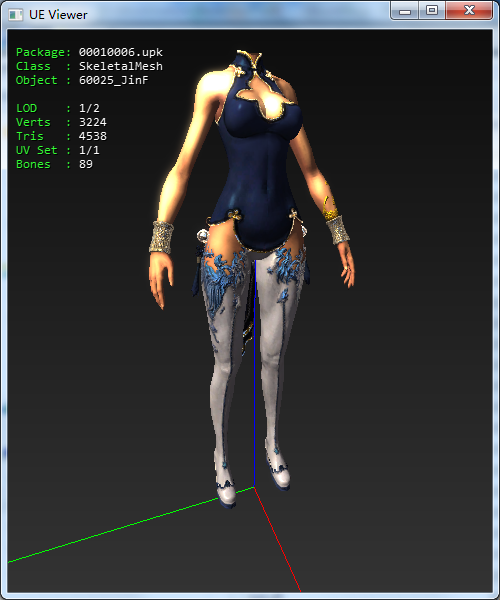 UE Viewer
Package: 00010006.upk
Class  : SkeletalMesh
Object : 60025_JinF
LOD    : 1/2
Verts  : 3224
Tris   : 4538
UV Set : 1/1
Bones  : 89